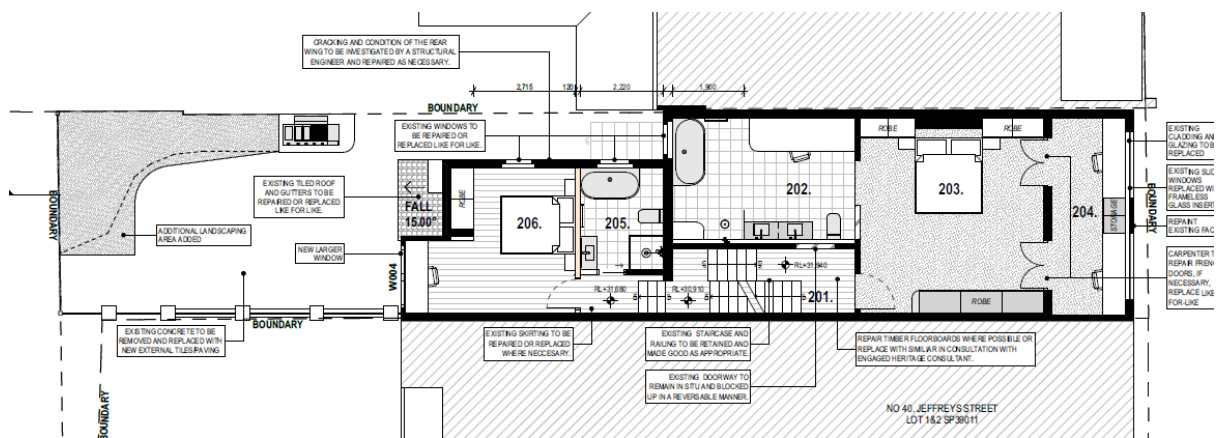 CRACKING AND CONDITION OF THE REAR
WING TO BE INVESTIGATED BY A STRUCTURAL
ENGINEER AND REPAIRED AS NECESSARY.
2,715
120
2,220
1,900
BOUNDARY
EXISTING WINDOWS TO
BE REPAIRED OR
REPLACED LIKE FOR LIKE.
EXISTING TILED ROOF
AND GUTTERS TO BE
REPAIRED OR REPLACED
LIKE FOR LIKE.
FALL
15.00°
ROBE
206.
205.
202.
ROBE
ROBE
203.
204.
STORAGE
EXISTING
CLADDING AN
GLAZING TO B
REPLACED
EXISTING SLID
WINDOWS
REPLACED WI
FRAMELESS
GLASS INSERT
REPAINT
EXISTING FAC
CARPENTER T
REPAIR FRENC
DOORS, IF
NECESSARY,
REPLACE LIKE
FOR-LIKE
BOUNDARY
BOUNDARY
ADDITIONAL LANDSCAPING
AREA ADDED
NEW LARGER
WINDOW
W004
RL+31,680
RL+30,910
RL+31,940
201.
ROBE
BOUNDARY
EXISTING CONCRETE TO BE
REMOVED AND REPLACED WITH
NEW EXTERNAL TILES/PAVING
EXISTING SKIRTING TO BE
REPAIRED OR REPLACED
WHERE NECCESARY.
EXISTING STAIRCASE AND
RAILING TO BE RETAINED AND
MADE GOOD AS APPROPRIATE.
REPAIR TIMBER FLOORBOARDS WHERE POSSIBLE OR
REPLACE WITH SIMILIAR IN CONSULTATION WITH
ENGAGED HERITAGE CONSULTANT.
EXISTING DOORWAY TO
REMAIN IN SITU AND BLOCKED
UP IN A REVERSABLE MANNER.
BOUNDARY
NO 40. JEFFREYS STREET
LOT 1&2 SP39011